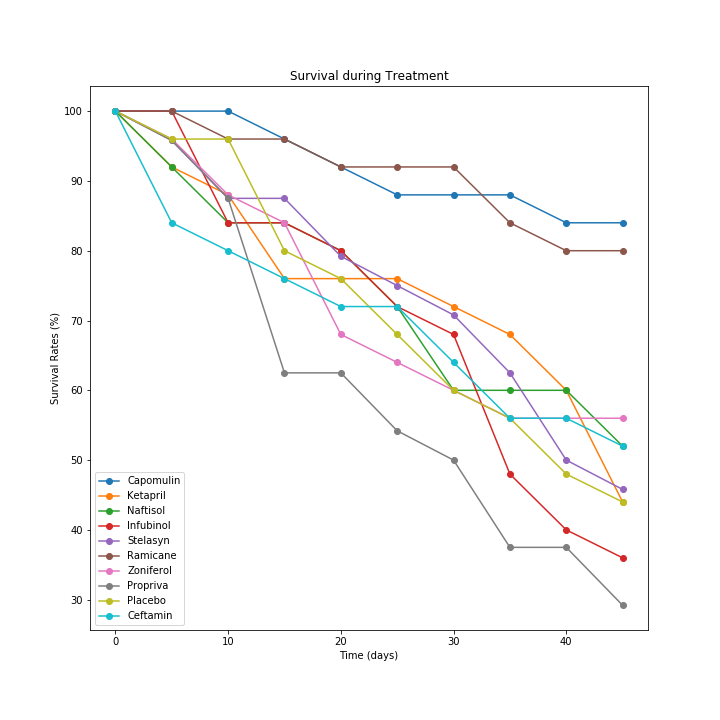 Survival during Treatment
100
90
80
70
60
50
40
30
Survival Rates (%)
Capomulin
Ketapril
Naftisol
Infubinol
Stelasyn
Ramicane
Zoniferol
Propriva
Placebo
Ceftamin
0
10
20
30
40
Time (days)